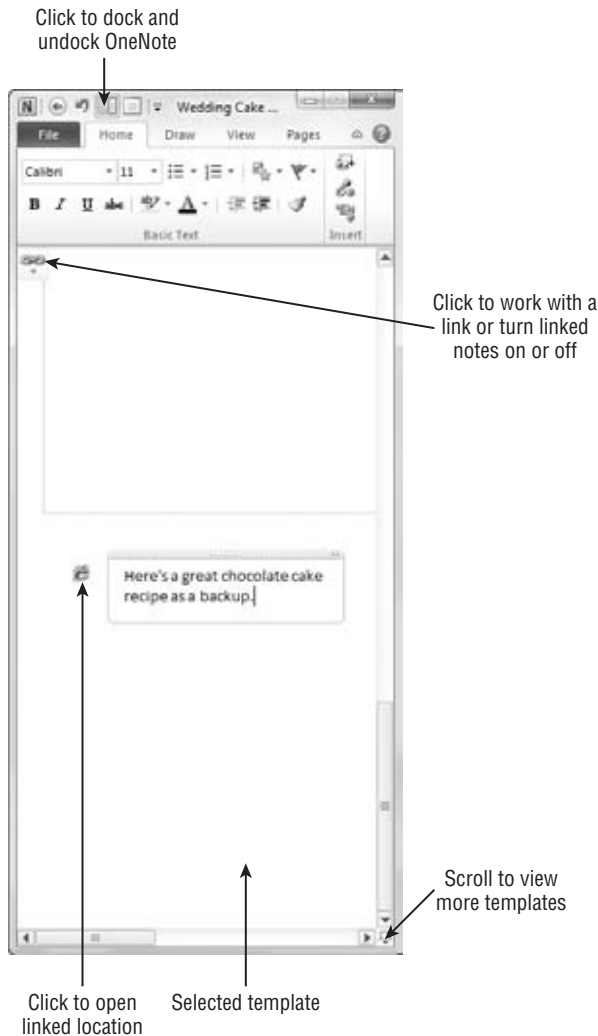 Click to dock and
undock OneNote
N
Wedding Cake ...
File Home Draw View Pages
Calibri 11
B I U abc A
Basic Text Insert
Click to work with a
link or turn linked
notes on or off
Here's a great chocolate cake
recipe as a backup.
Scroll to view
more templates
Click to open
linked location
Selected template